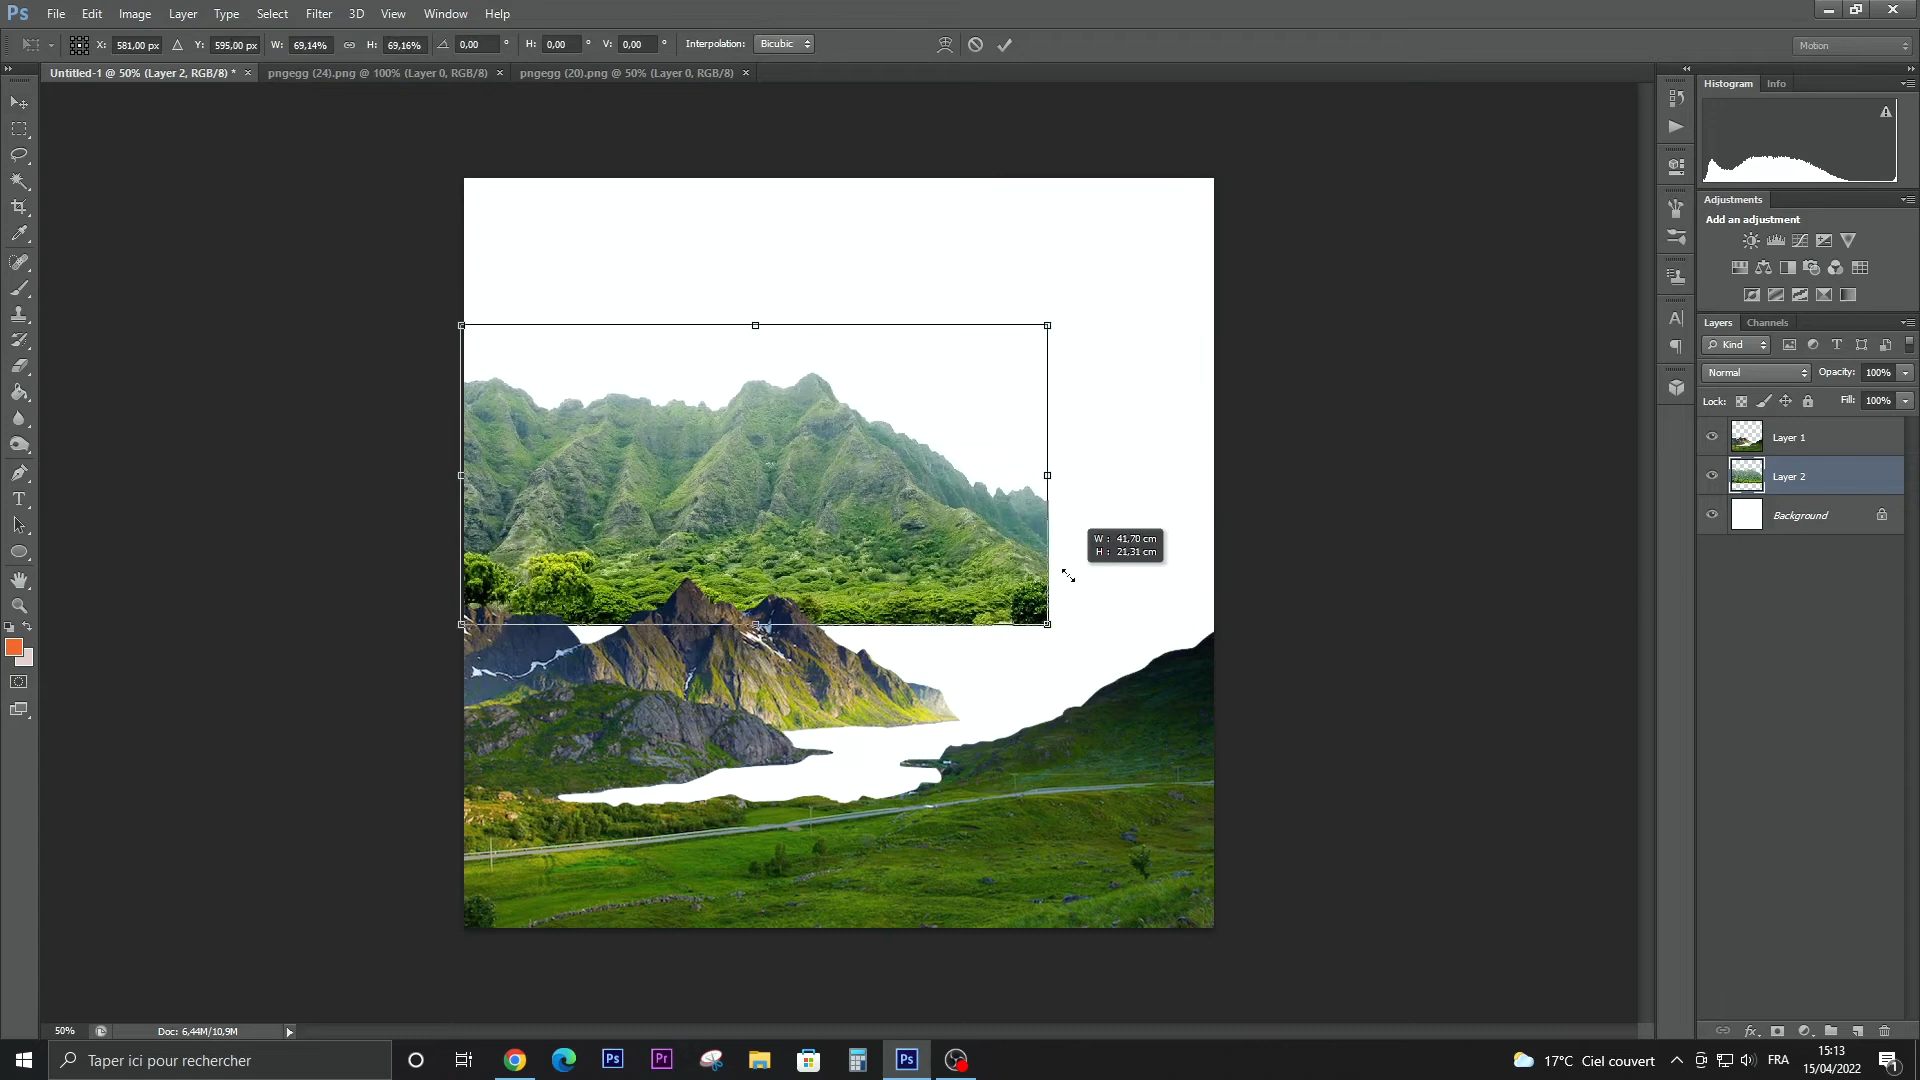 Ps File Edit Image Layer Type Select Filter 3D View Window Help
X: 581,00 px Y: 595,00 px W: 69,14% H: 69,16% 0,00 ° H: 0,00 ° V: 0,00 ° Interpolation: Bicubic Motion
Untitled-1 @ 50% (Layer 2, RGB/8) * × pngegg (24).png @ 100% (Layer 0, RGB/8) × pngegg (20).png @ 50% (Layer 0, RGB/8) ×
Histogram Info
Adjustments
Add an adjustment
Layers Channels
Kind
Normal Opacity: 100%
Lock: Fill: 100%
Layer 1
Layer 2
Background
W : 41,70 cm
H : 21,31 cm
50% Doc: 6,44M/10,9M
Taper ici pour rechercher
Ps Pr Ps
17°C Ciel couvert FRA
15:13
15/04/2022
1